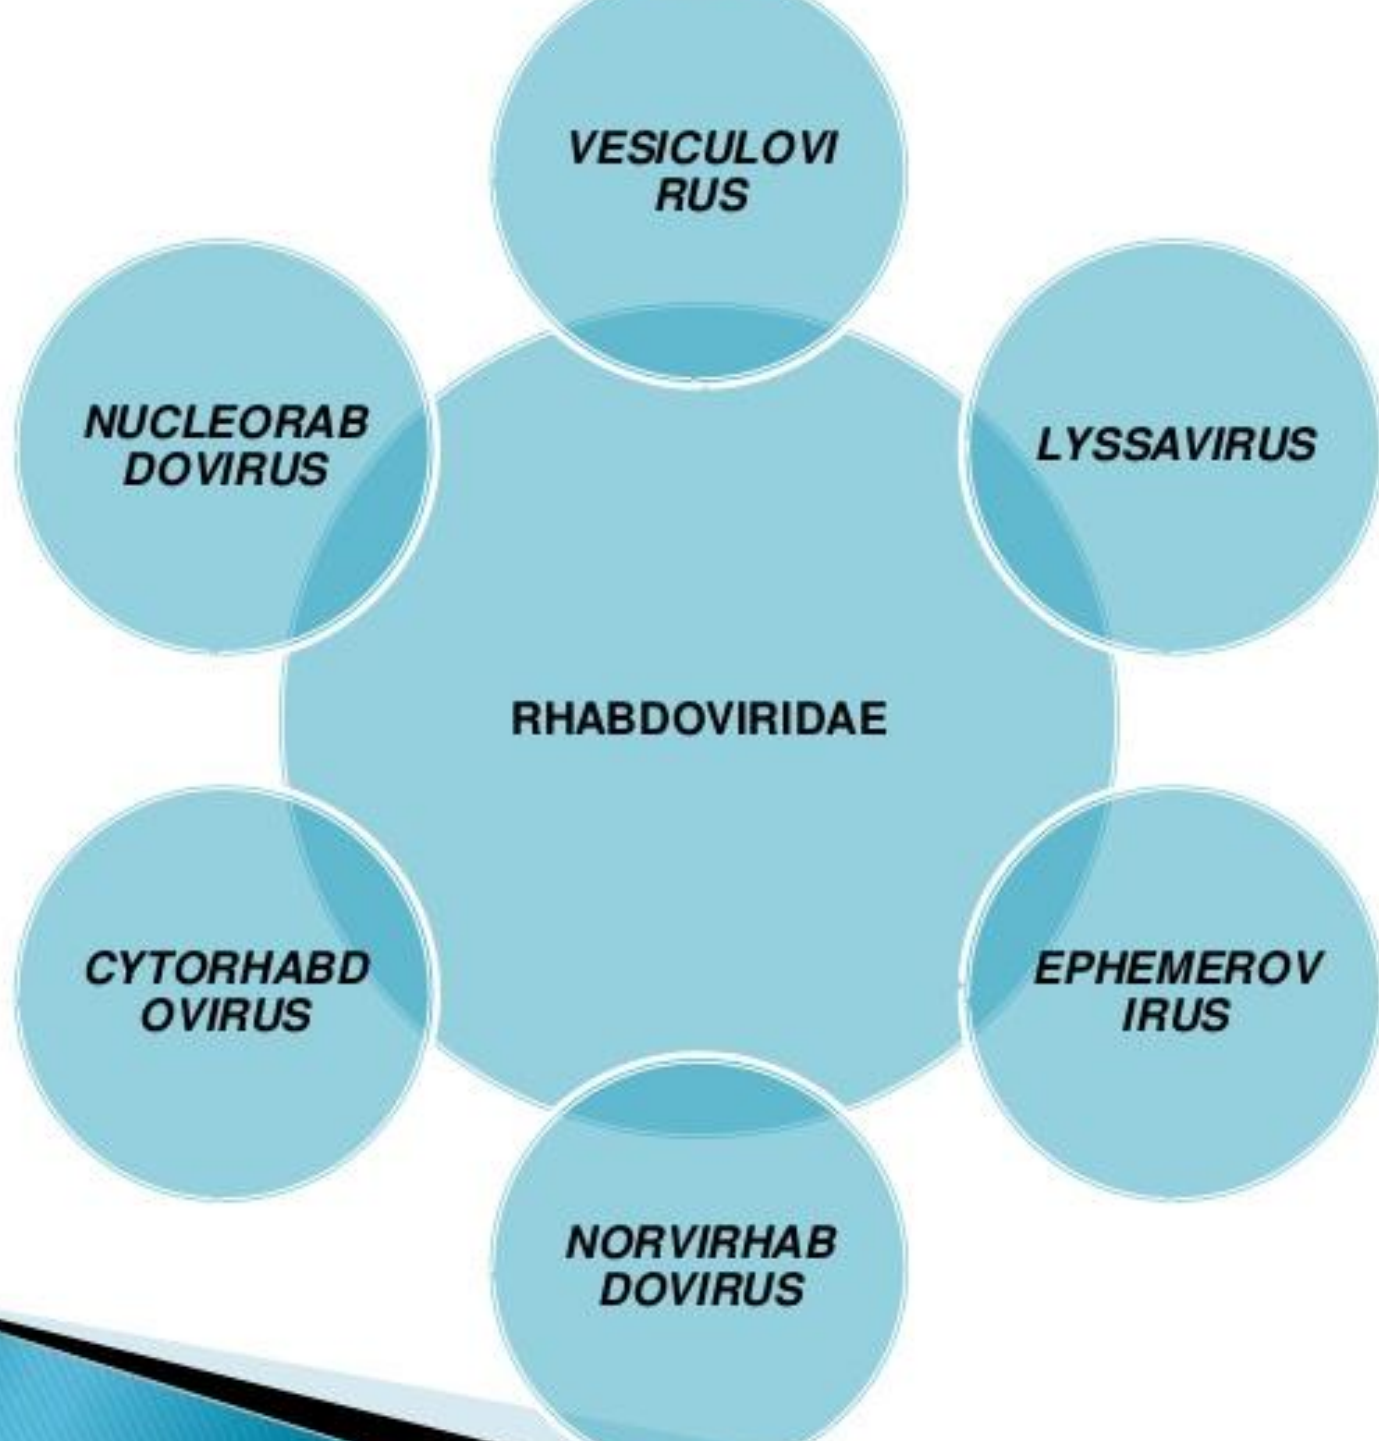 VESICULOVI
RUS
NUCLEORAB
DOVIRUS
LYSSAVIRUS
RHABDOVIRIDAE
CYTORHABD
OVIRUS
EPHEMEROV
IRUS
NORVIRHAB
DOVIRUS